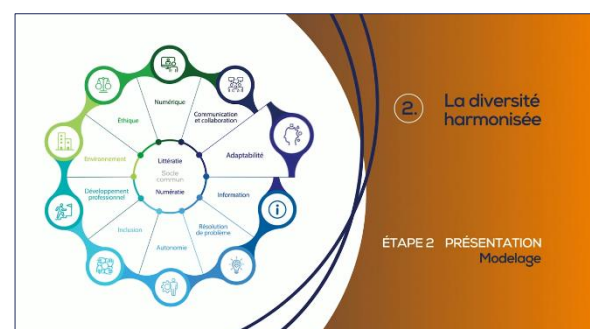 Numérique
Communication
et collaboration
Adaptabilité
Information
Résolution
de problème
Autonomie
Inclusion
Développement
professionnel
Environnement
Éthique
Littératie
Socle
commun
Numératie
2. La diversité
harmonisée
ÉTAPE 2 PRÉSENTATION
Modelage